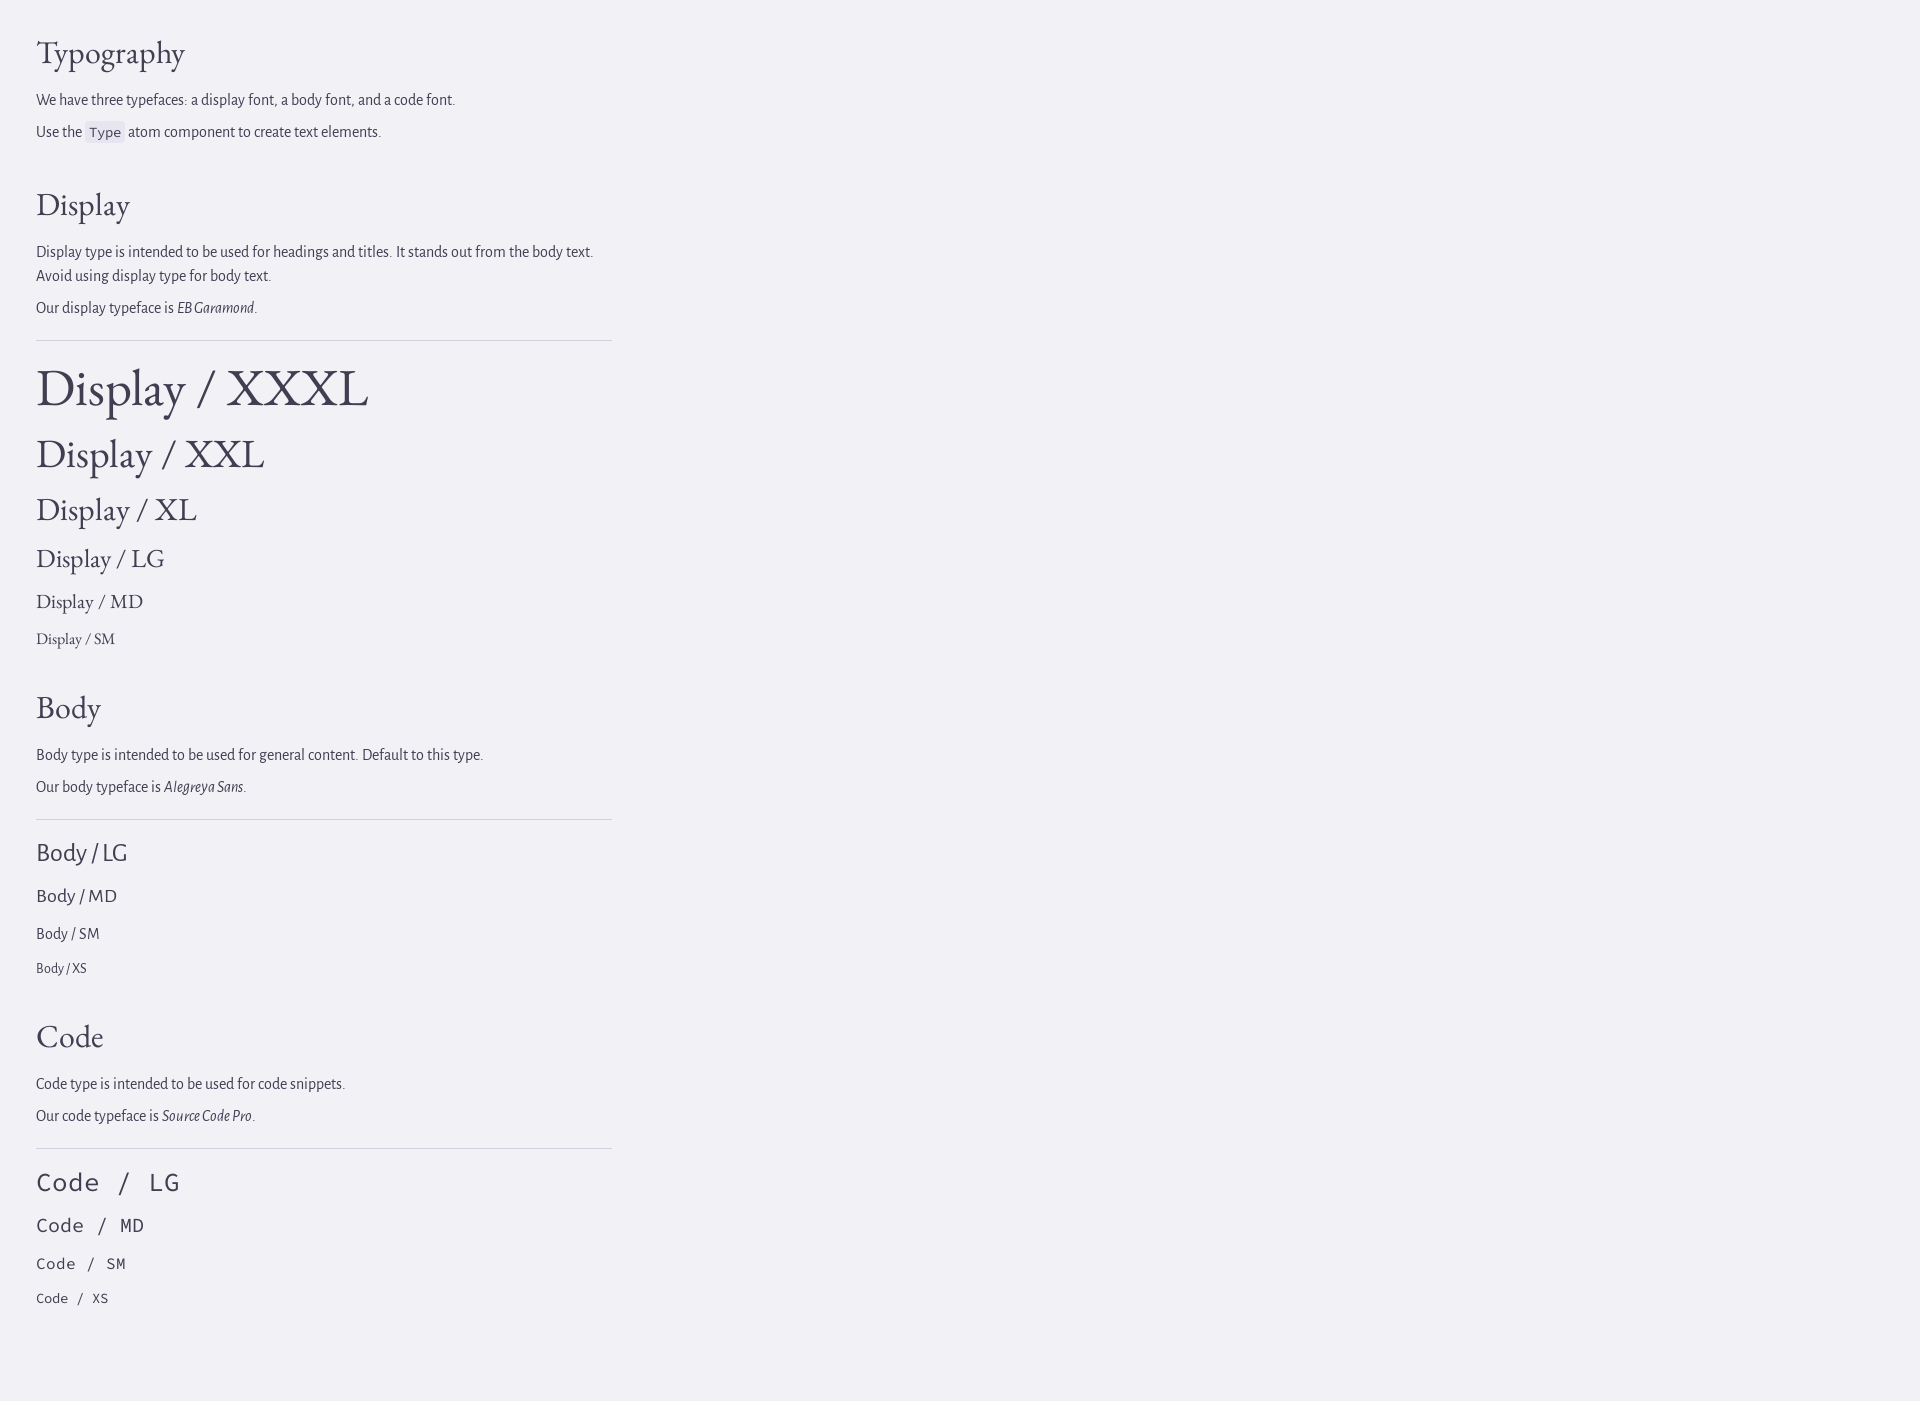 Typography
We have three typefaces: a display font, a body font, and a code font.
Use the Type atom component to create text elements.
Display
Display type is intended to be used for headings and titles. It stands out from the body text.
Avoid using display type for body text.
Our display typeface is EB Garamond.
Display / XXXL
Display / XXL
Display / XL
Display / LG
Display / MD
Display / SM
Body
Body type is intended to be used for general content. Default to this type.
Our body typeface is Alegreya Sans.
Body / LG
Body / MD
Body / SM
Body / XS
Code
Code type is intended to be used for code snippets.
Our code typeface is Source Code Pro.
Code / LG
Code / MD
Code / SM
Code / XS